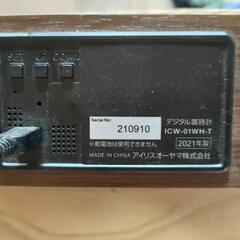 Serial No:
210910
デジタル置時計
ICW-01WH-T
※乾電池は使用できません
2021年製
MADE IN CHINA アイリスオーヤマ株式会社